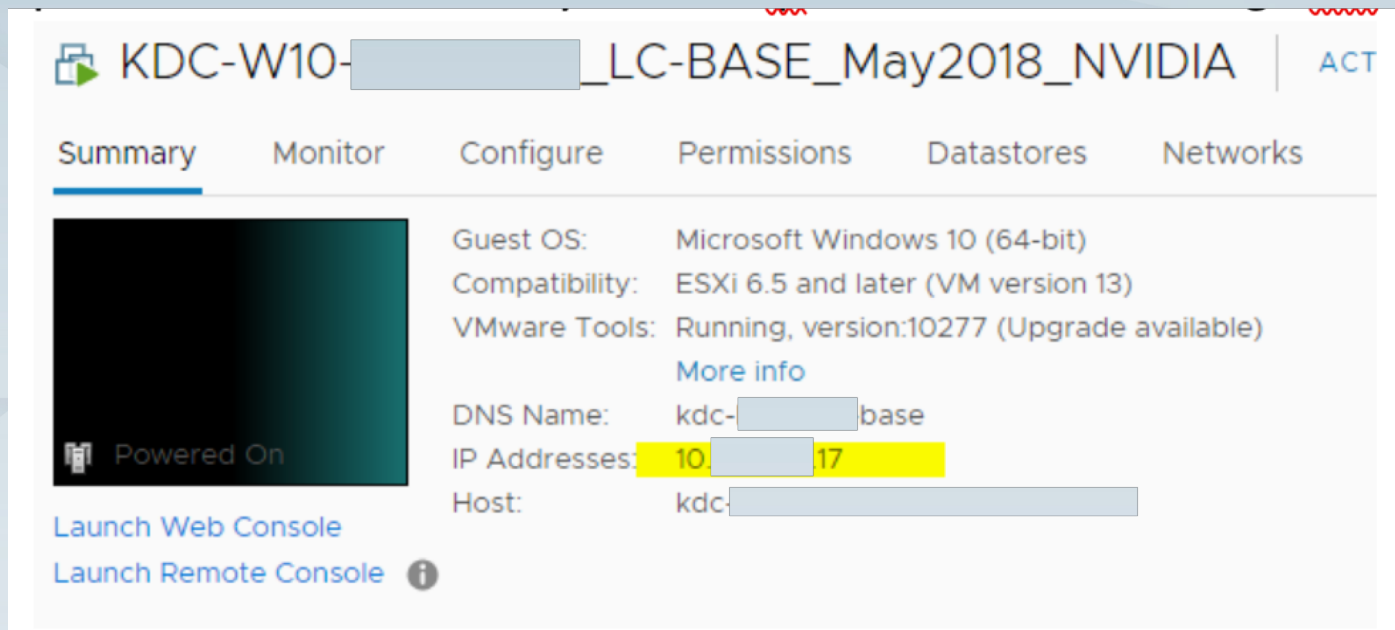 KDC-W10- _LC-BASE_May2018_NVIDIA ACT
Summary Monitor Configure Permissions Datastores Networks
Guest OS: Microsoft Windows 10 (64-bit)
Compatibility: ESXi 6.5 and later (VM version 13)
VMware Tools: Running, version:10277 (Upgrade available)
More info
DNS Name: kdc- base
Powered On
IP Addresses: 10. .17
Host: kdc-
Launch Web Console
Launch Remote Console